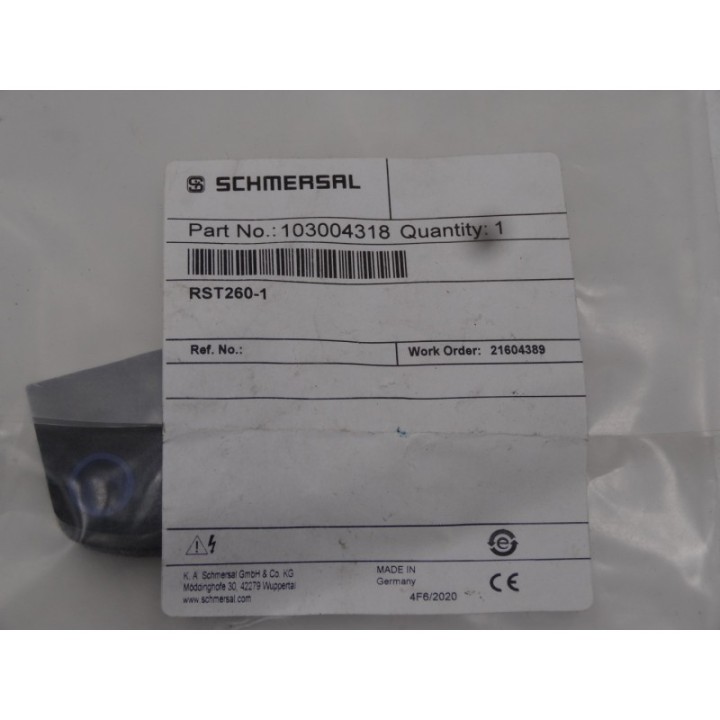 SCHMERSAL
Part No.: 103004318 Quantity: 1
RST260-1
Ref. No.:
Work Order: 21604389
K. A. Schmersal GmbH & Co. KG
Möddinghofe 30, 42279 Wuppertal
www.schmersal.com
MADE IN
Germany
4F6/2020
CE